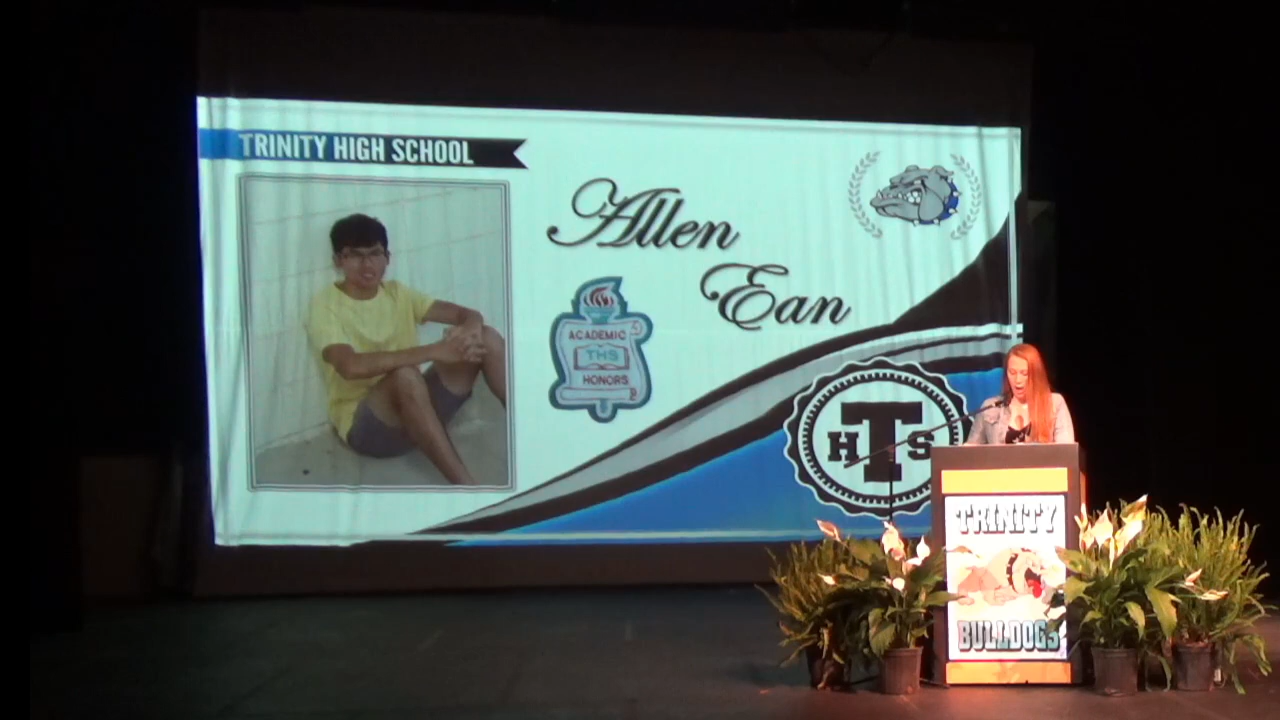 TRINITY HIGH SCHOOL
Allen
Ean
ACADEMIC
THS
HONORS
H T S
TRINITY
BULLDOGS